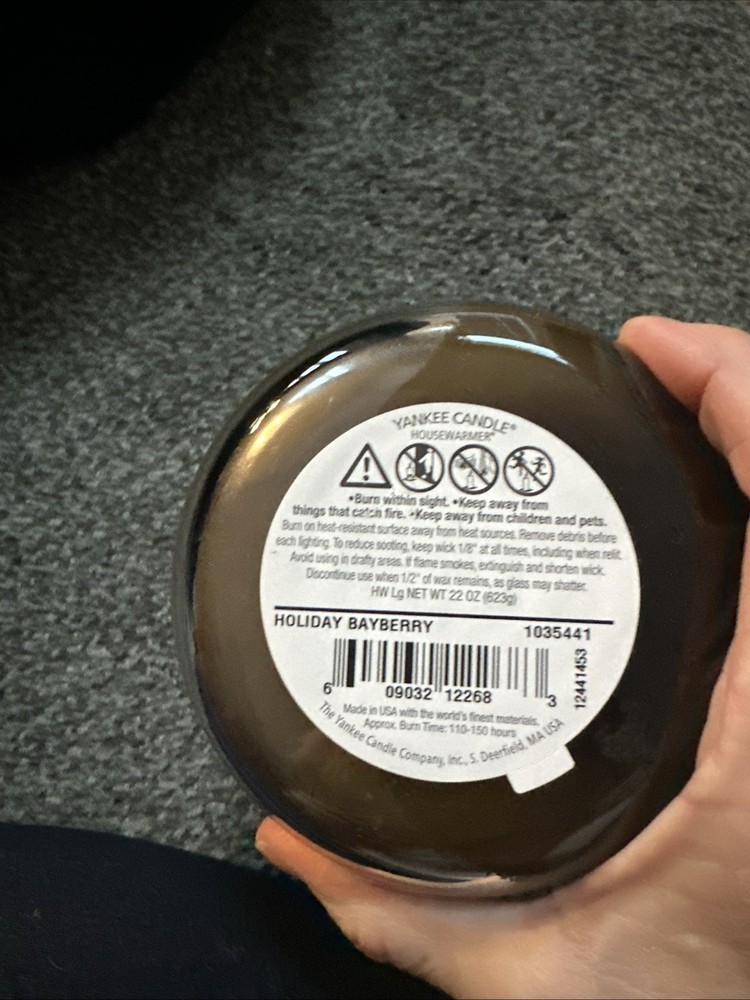 YANKEE CANDLE®
HOUSEWARMER®
•Burn within sight. •Keep away from
things that catch fire. •Keep away from children and pets.
Burn on heat-resistant surface away from heat sources. Remove debris before
each lighting. To reduce sooting, keep wick 1/8" at all times, including when relit.
Avoid using in drafty areas. If flame smokes, extinguish and shorten wick.
Discontinue use when 1/2" of wax remains, as glass may shatter.
HW Lg NET WT 22 OZ (623g)
HOLIDAY BAYBERRY 1035441
6 09032 12268 3
12441453
Made in USA with the world's finest materials.
Approx. Burn Time: 110-150 hours
The Yankee Candle Company, Inc., S. Deerfield, MA USA